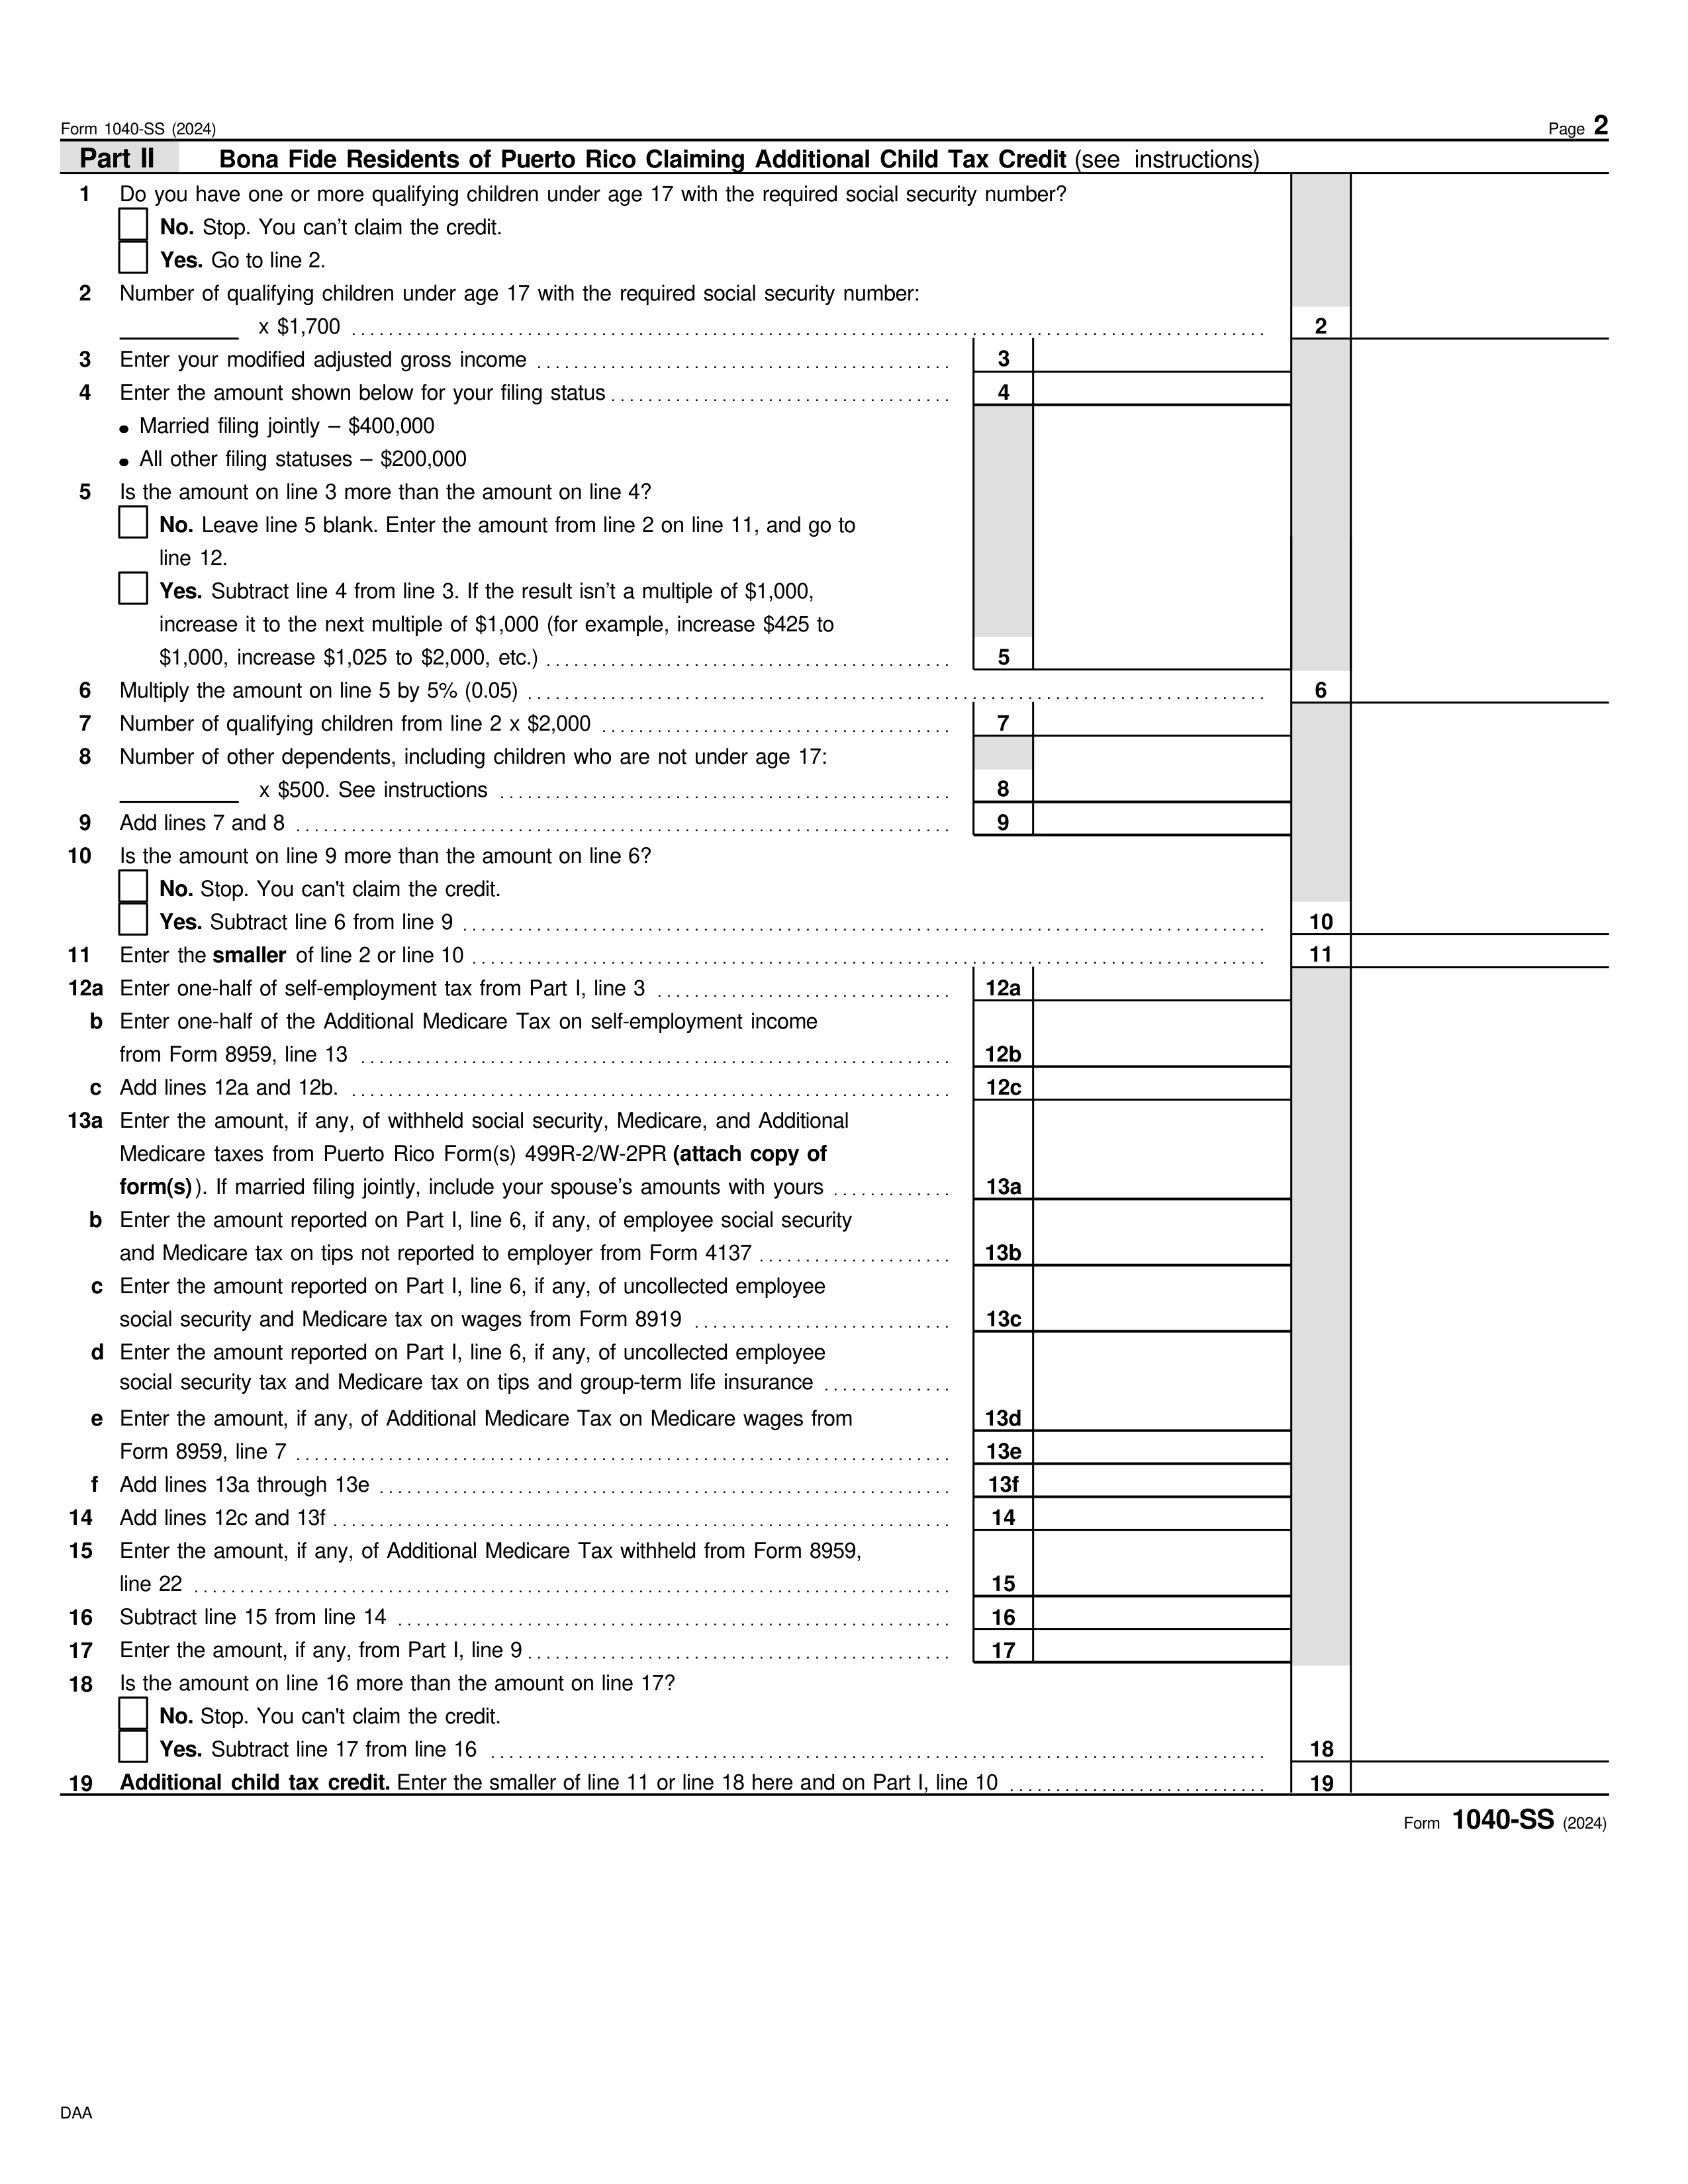 Form 1040-SS (2024) Page 2
Part II Bona Fide Residents of Puerto Rico Claiming Additional Child Tax Credit (see instructions)
1 Do you have one or more qualifying children under age 17 with the required social security number?
No. Stop. You can’t claim the credit.
Yes. Go to line 2.
2 Number of qualifying children under age 17 with the required social security number:
x $1,700 2
3 Enter your modified adjusted gross income 3
4 Enter the amount shown below for your filing status 4
• Married filing jointly – $400,000
• All other filing statuses – $200,000
5 Is the amount on line 3 more than the amount on line 4?
No. Leave line 5 blank. Enter the amount from line 2 on line 11, and go to
line 12.
Yes. Subtract line 4 from line 3. If the result isn’t a multiple of $1,000,
increase it to the next multiple of $1,000 (for example, increase $425 to
$1,000, increase $1,025 to $2,000, etc.) 5
6 Multiply the amount on line 5 by 5% (0.05) 6
7 Number of qualifying children from line 2 x $2,000 7
8 Number of other dependents, including children who are not under age 17:
x $500. See instructions 8
9 Add lines 7 and 8 9
10 Is the amount on line 9 more than the amount on line 6?
No. Stop. You can't claim the credit.
Yes. Subtract line 6 from line 9 10
11 Enter the smaller of line 2 or line 10 11
12a Enter one-half of self-employment tax from Part I, line 3 12a
b Enter one-half of the Additional Medicare Tax on self-employment income
from Form 8959, line 13 12b
c Add lines 12a and 12b. 12c
13a Enter the amount, if any, of withheld social security, Medicare, and Additional
Medicare taxes from Puerto Rico Form(s) 499R-2/W-2PR (attach copy of
form(s)). If married filing jointly, include your spouse’s amounts with yours 13a
b Enter the amount reported on Part I, line 6, if any, of employee social security
and Medicare tax on tips not reported to employer from Form 4137 13b
c Enter the amount reported on Part I, line 6, if any, of uncollected employee
social security and Medicare tax on wages from Form 8919 13c
d Enter the amount reported on Part I, line 6, if any, of uncollected employee
social security tax and Medicare tax on tips and group-term life insurance
e Enter the amount, if any, of Additional Medicare Tax on Medicare wages from 13d
Form 8959, line 7 13e
f Add lines 13a through 13e 13f
14 Add lines 12c and 13f 14
15 Enter the amount, if any, of Additional Medicare Tax withheld from Form 8959,
line 22 15
16 Subtract line 15 from line 14 16
17 Enter the amount, if any, from Part I, line 9 17
18 Is the amount on line 16 more than the amount on line 17?
No. Stop. You can't claim the credit.
Yes. Subtract line 17 from line 16 18
19 Additional child tax credit. Enter the smaller of line 11 or line 18 here and on Part I, line 10 19
Form 1040-SS (2024)
DAA